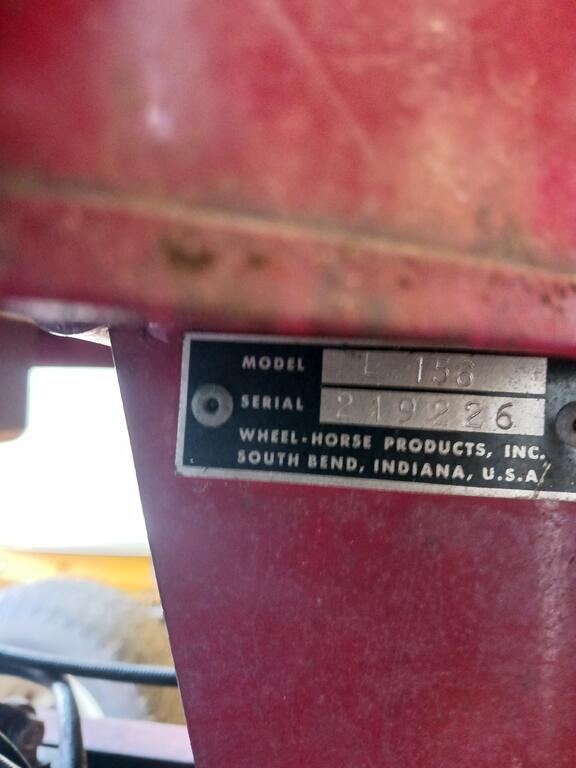 MODEL L 156
SERIAL 219226
WHEEL-HORSE PRODUCTS, INC.
SOUTH BEND, INDIANA, U.S.A